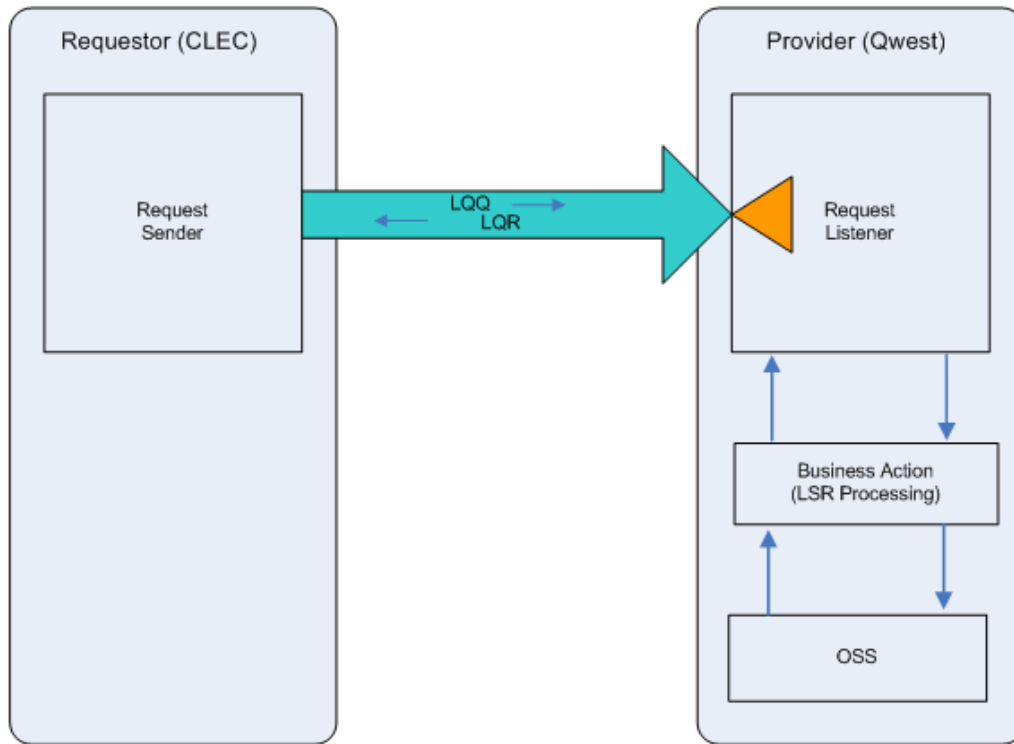 Requestor (CLEC)
Provider (Qwest)
Request
Sender
LQQ
LQR
Request
Listener
Business Action
(LSR Processing)
OSS